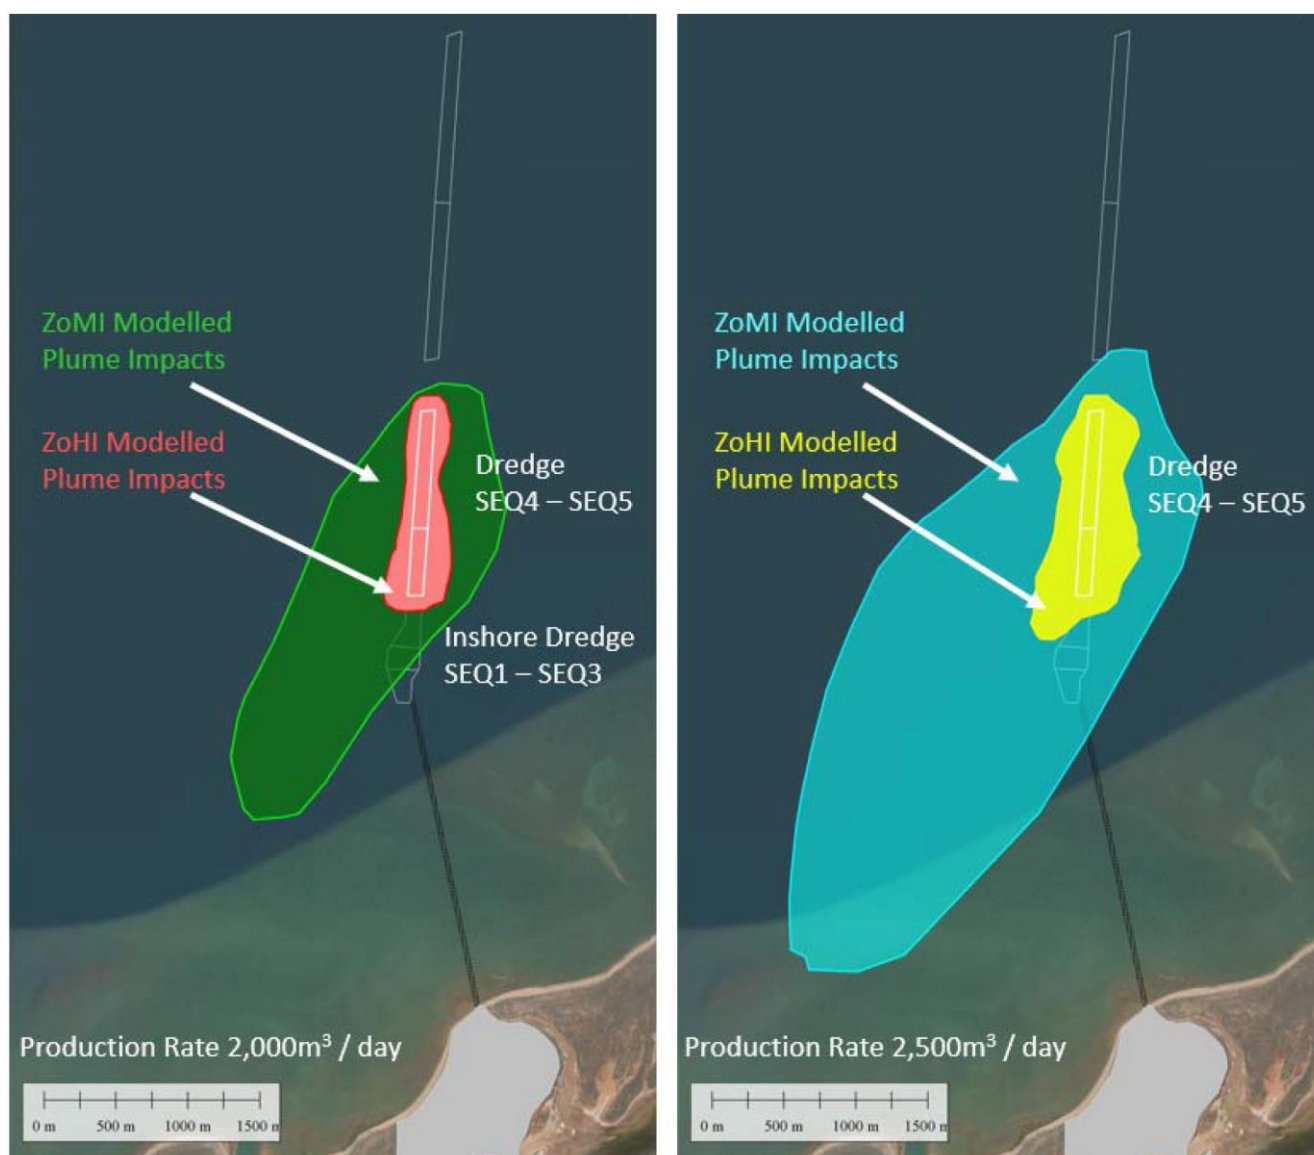 ZoMI Modelled
Plume Impacts
ZoHI Modelled
Plume Impacts
Dredge
SEQ4 – SEQ5
Inshore Dredge
SEQ1 – SEQ3
Production Rate 2,000m³ / day
0 m 500 m 1000 m 1500 m
ZoMI Modelled
Plume Impacts
ZoHI Modelled
Plume Impacts
Dredge
SEQ4 – SEQ5
Production Rate 2,500m³ / day
0 m 500 m 1000 m 1500 m